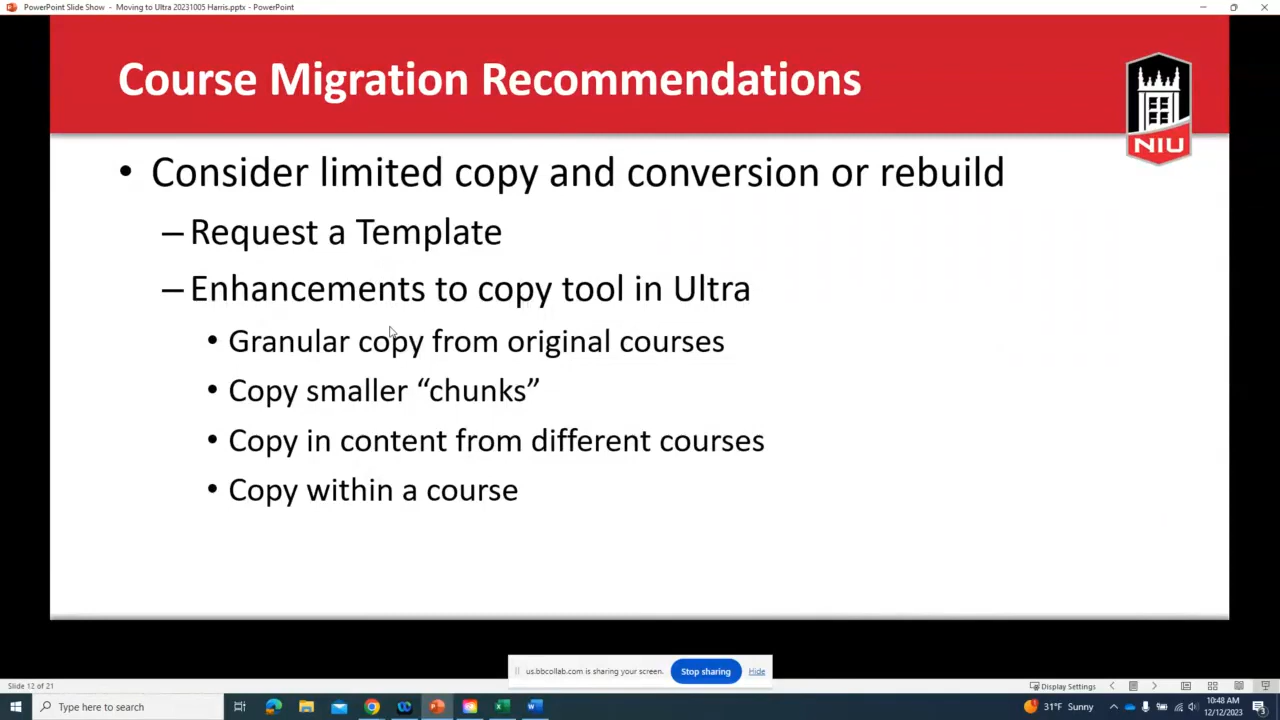 PowerPoint Slide Show - Moving to Ultra 20231005 Harris.pptx - PowerPoint
Course Migration Recommendations
NIU
• Consider limited copy and conversion or rebuild
– Request a Template
– Enhancements to copy tool in Ultra
• Granular copy from original courses
• Copy smaller “chunks”
• Copy in content from different courses
• Copy within a course
us.bbcollab.com is sharing your screen. Stop sharing Hide
Slide 12 of 21 Display Settings
Type here to search 31°F Sunny 10:48 AM
12/12/2023